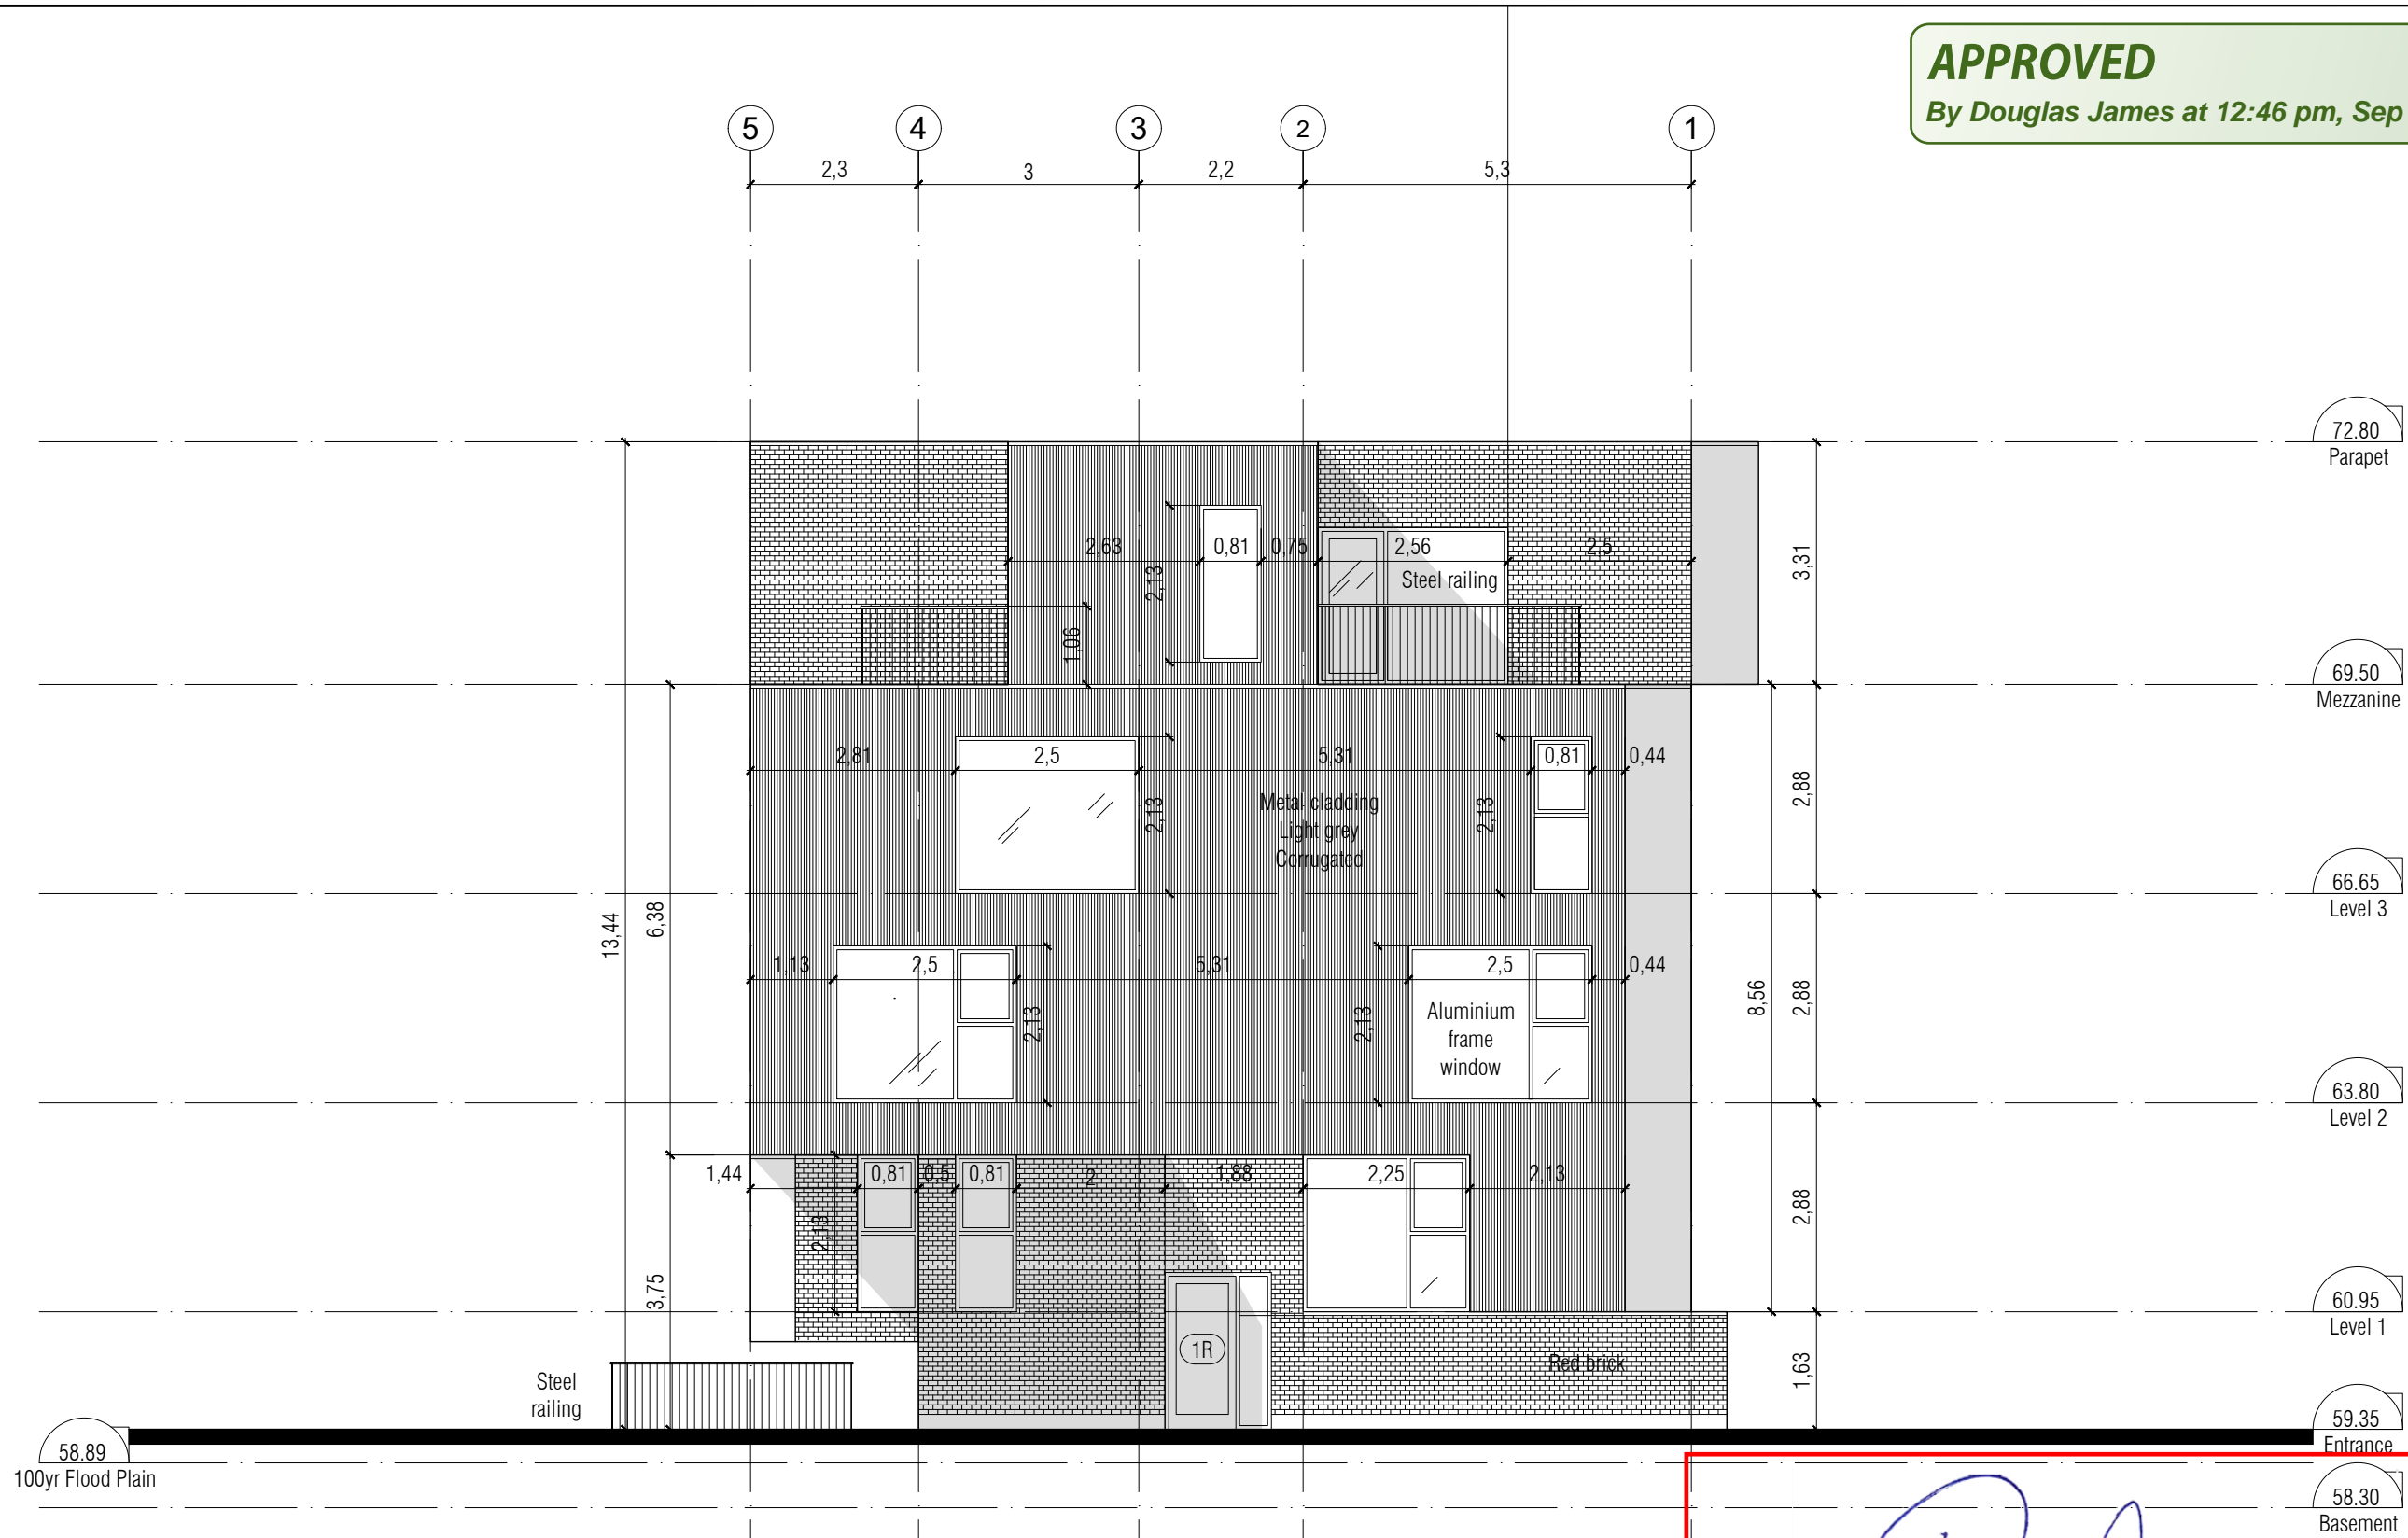 APPROVED
By Douglas James at 12:46 pm, Sep
5 4 3 2 1
2,3 3 2,2 5,3
72.80
Parapet
2,63 0,81 0,75 2,56 2,5
2,13
Steel railing
3,31
1,06
69.50
Mezzanine
2,81 2,5 5,31 0,81 0,44
2,13
Metal cladding
Light grey
Corrugated
2,13
2,88
66.65
Level 3
13,44
6,38
1,13 2,5 5,31 2,5 0,44
2,13
2,13
Aluminium
frame
window
8,56
2,88
63.80
Level 2
1,44 0,81 0,5 0,81 2 1,88 2,25 2,13
2,13
2,88
3,75
60.95
Level 1
1R
Red brick
1,63
Steel
railing
59.35
Entrance
58.89
100yr Flood Plain
58.30
Basement